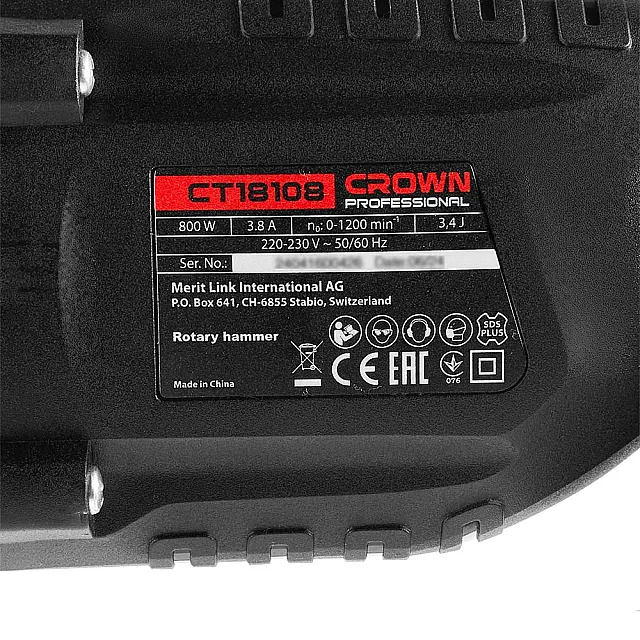 CT18108 CROWN
PROFESSIONAL
800 W 3.8 A n₀: 0-1200 min⁻¹ 3,4 J
220-230 V ~ 50/60 Hz
Ser. No.:
Merit Link International AG
P.O. Box 641, CH-6855 Stabio, Switzerland
Rotary hammer
SDS
PLUS
CE EAC
076
Made in China